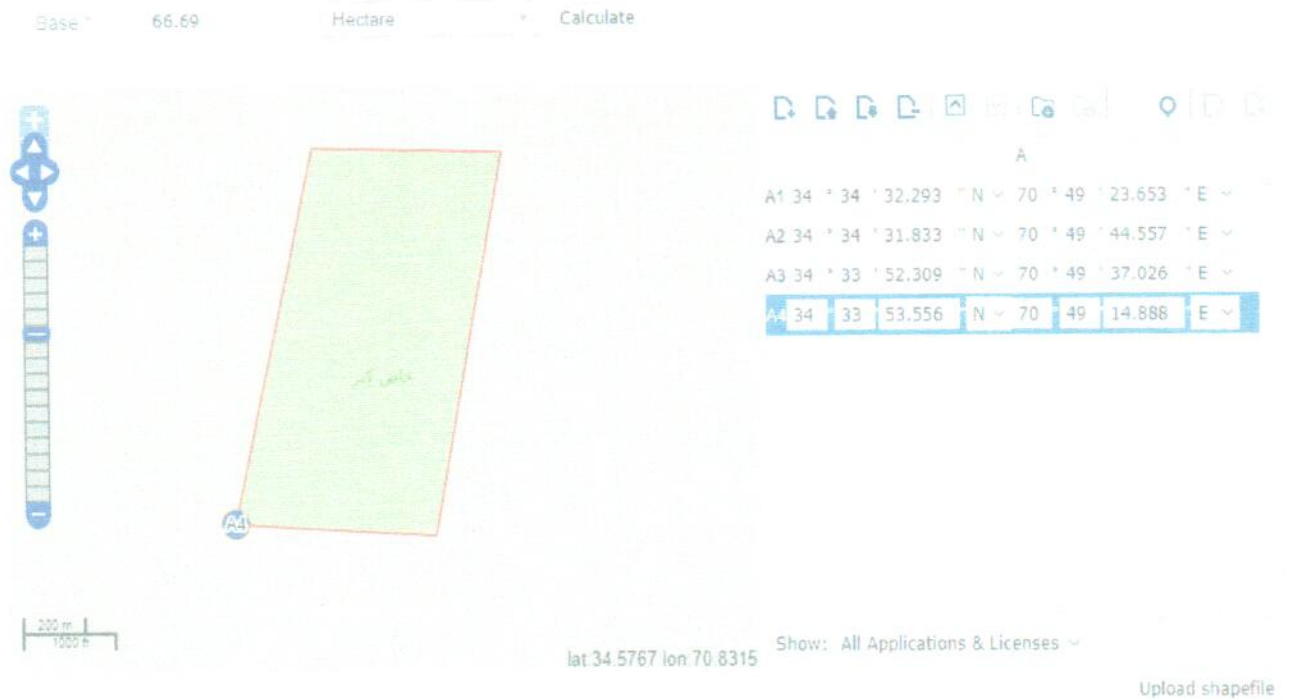 Base * 66.69 Hectare Calculate
A
A1 34 ° 34 ' 32.293 " N 70 ° 49 ' 23.653 " E
A2 34 ° 34 ' 31.833 " N 70 ° 49 ' 44.557 " E
A3 34 ° 33 ' 52.309 " N 70 ° 49 ' 37.026 " E
A4 34 ° 33 ' 53.556 " N 70 ° 49 ' 14.888 " E
A4
200 m
1000 ft
lat:34.5767 lon:70.8315
Show: All Applications & Licenses
Upload shapefile